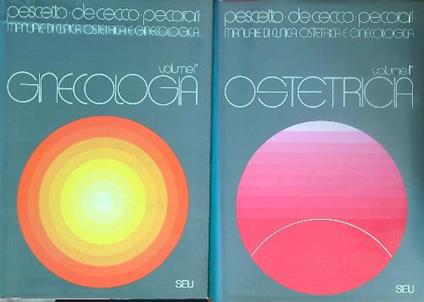 pescetto·de cecco·pecorari
MANUALE DI CLINICA OSTETRICA E GINECOLOGICA
volume I°
GINECOLOGIA
SEU
pescetto·de cecco·pecorari
MANUALE DI CLINICA OSTETRICA E GINECOLOGICA
volume II°
OSTETRICIA
SEU